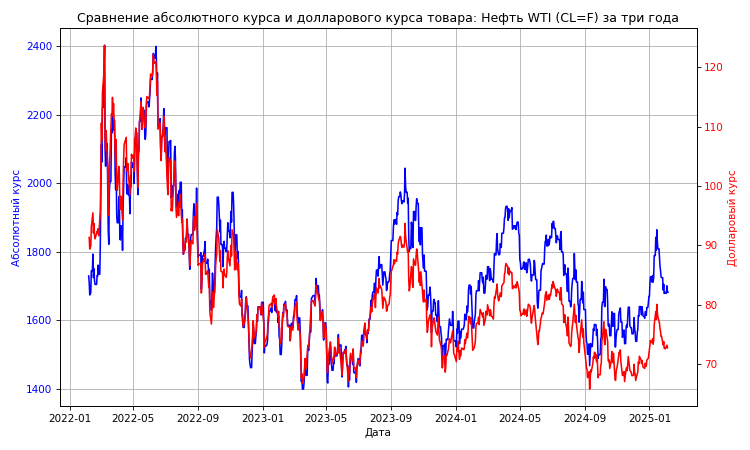 Сравнение абсолютного курса и долларового курса товара: Нефть WTI (CL=F) за три года
2400
2200
2000
1800
1600
1400
Абсолютный курс
120
110
100
90
80
70
Долларовый курс
2022-01 2022-05 2022-09 2023-01 2023-05 2023-09 2024-01 2024-05 2024-09 2025-01
Дата